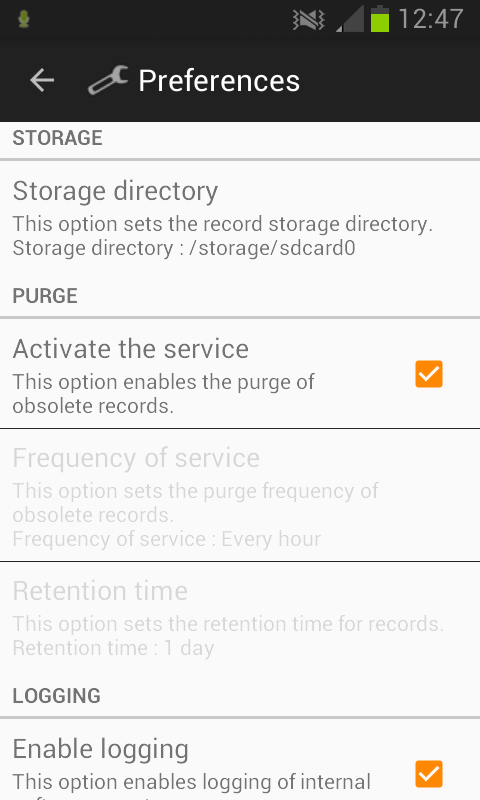 12:47
Preferences
STORAGE
Storage directory
This option sets the record storage directory.
Storage directory : /storage/sdcard0
PURGE
Activate the service
This option enables the purge of
obsolete records.
Frequency of service
This option sets the purge frequency of
obsolete records.
Frequency of service : Every hour
Retention time
This option sets the retention time for records.
Retention time : 1 day
LOGGING
Enable logging
This option enables logging of internal